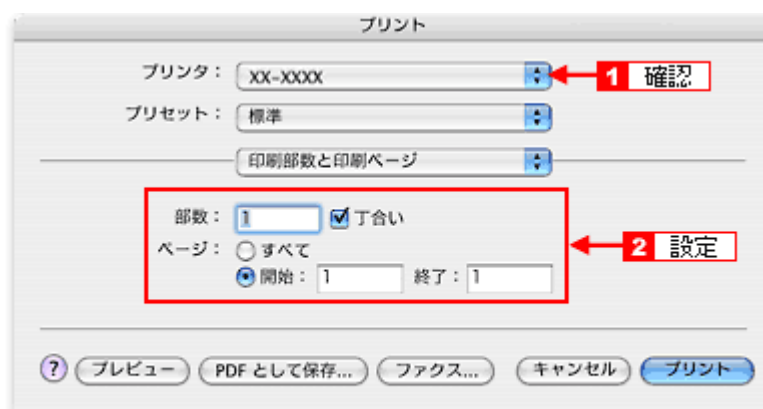 プリント
プリンタ： XX-XXXX 1 確認
プリセット： 標準
印刷部数と印刷ページ
部数： 1 丁合い
ページ： すべて
2 設定
開始： 1 終了： 1
? プレビュー PDF として保存... ファクス... キャンセル プリント